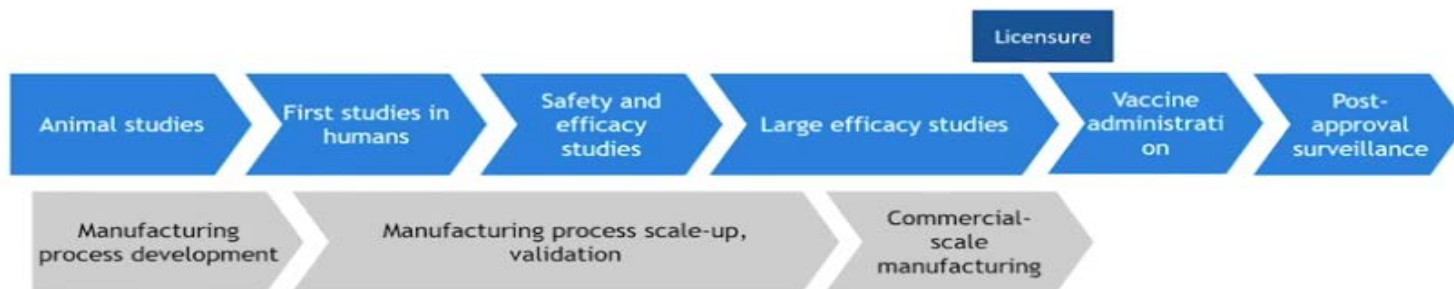 Licensure
Animal studies
First studies in
humans
Safety and
efficacy
studies
Large efficacy studies
Vaccine
administrati
on
Post-
approval
surveillance
Manufacturing
process development
Manufacturing process scale-up,
validation
Commercial-
scale
manufacturing